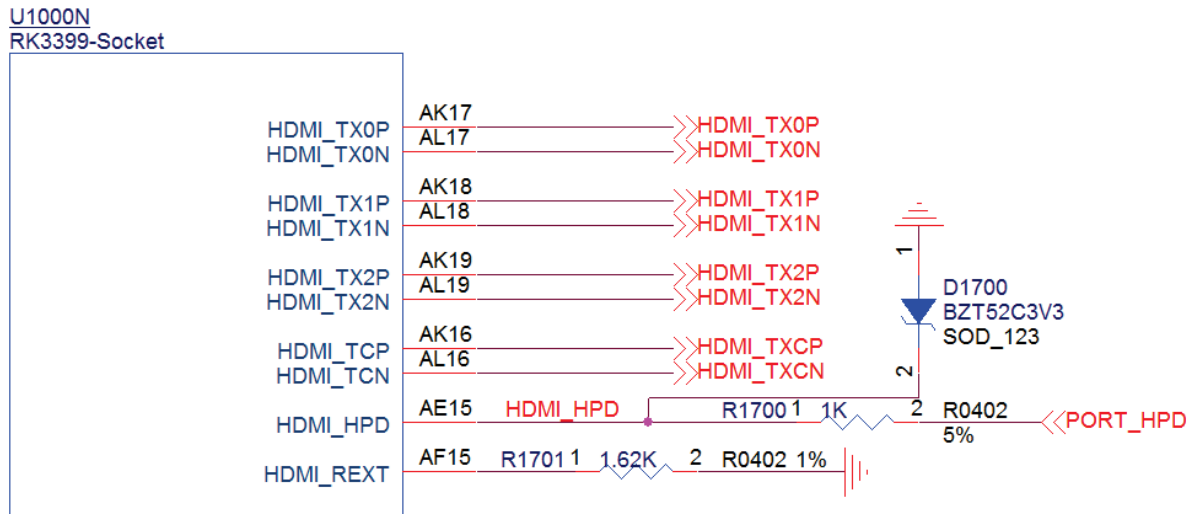 U1000N
RK3399-Socket
HDMI_TX0P AK17 HDMI_TX0P
HDMI_TX0N AL17 HDMI_TX0N
HDMI_TX1P AK18 HDMI_TX1P
HDMI_TX1N AL18 HDMI_TX1N
1
HDMI_TX2P AK19 HDMI_TX2P
HDMI_TX2N AL19 HDMI_TX2N
D1700
BZT52C3V3
SOD_123
HDMI_TCP AK16 HDMI_TXCP
HDMI_TCN AL16 HDMI_TXCN
2
HDMI_HPD AE15 HDMI_HPD R1700 1 1K 2 R0402 PORT_HPD
5%
HDMI_REXT AF15 R1701 1 1.62K 2 R0402 1%